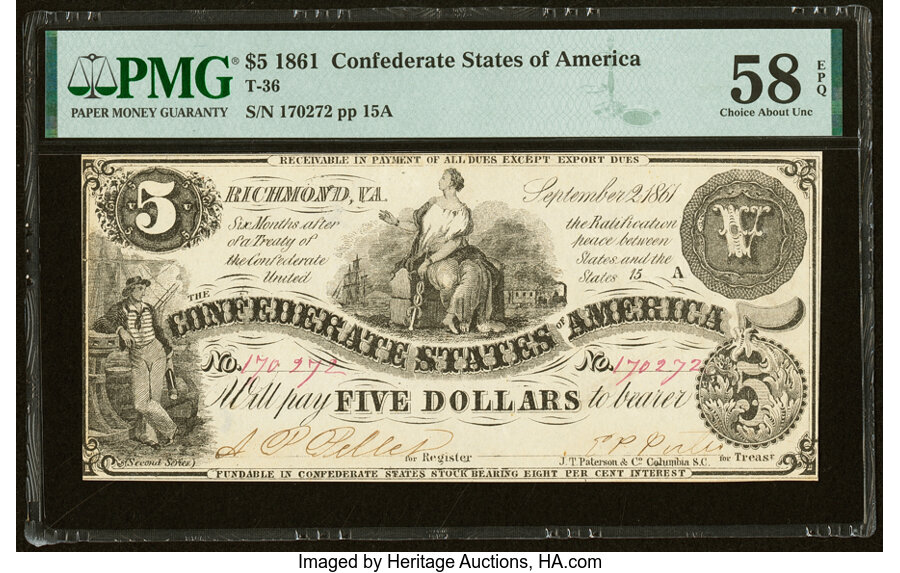 PMG® $5 1861 Confederate States of America 58 EPQ
T-36
PAPER MONEY GUARANTY S/N 170272 pp 15A Choice About Unc
RECEIVABLE IN PAYMENT OF ALL DUES EXCEPT EXPORT DUES
5 RICHMOND, VA. September 2, 1861 V
Six Months after the Ratification
of a Treaty of peace between
the Confederate States and the
United States 15 A
THE CONFEDERATE STATES OF AMERICA 5
No. 170272 No. 170272
Will pay FIVE DOLLARS to bearer 5
for Register for Treasr
(Second Series) J. T. Paterson & Co Columbia S.C.
FUNDABLE IN CONFEDERATE STATES STOCK BEARING EIGHT PER CENT INTEREST
Imaged by Heritage Auctions, HA.com